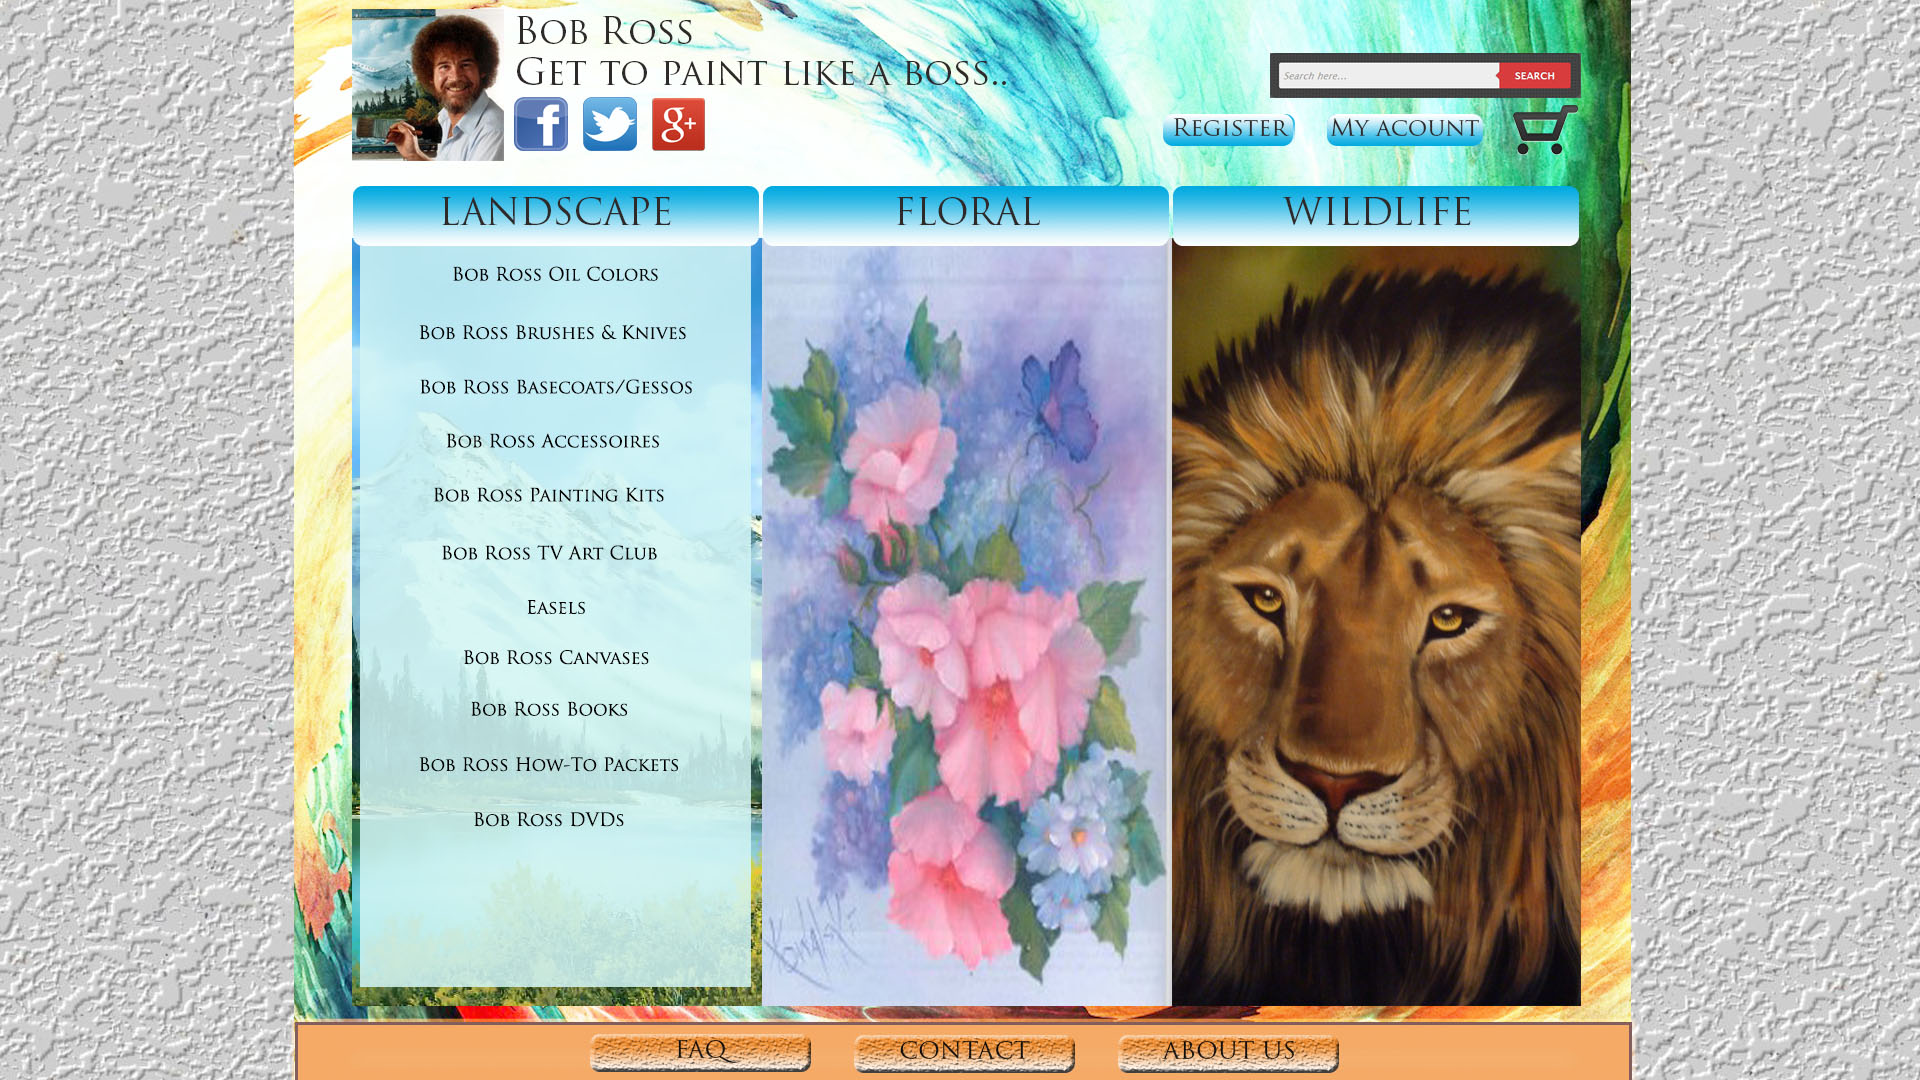 Bob Ross
Get to paint like a boss..
Search here...
SEARCH
Register
My acount
LANDSCAPE
FLORAL
WILDLIFE
Bob Ross Oil Colors
Bob Ross Brushes & Knives
Bob Ross Basecoats/Gessos
Bob Ross Accessoires
Bob Ross Painting Kits
Bob Ross TV Art Club
Easels
Bob Ross Canvases
Bob Ross Books
Bob Ross How-To Packets
Bob Ross DVDs
FAQ
CONTACT
ABOUT US